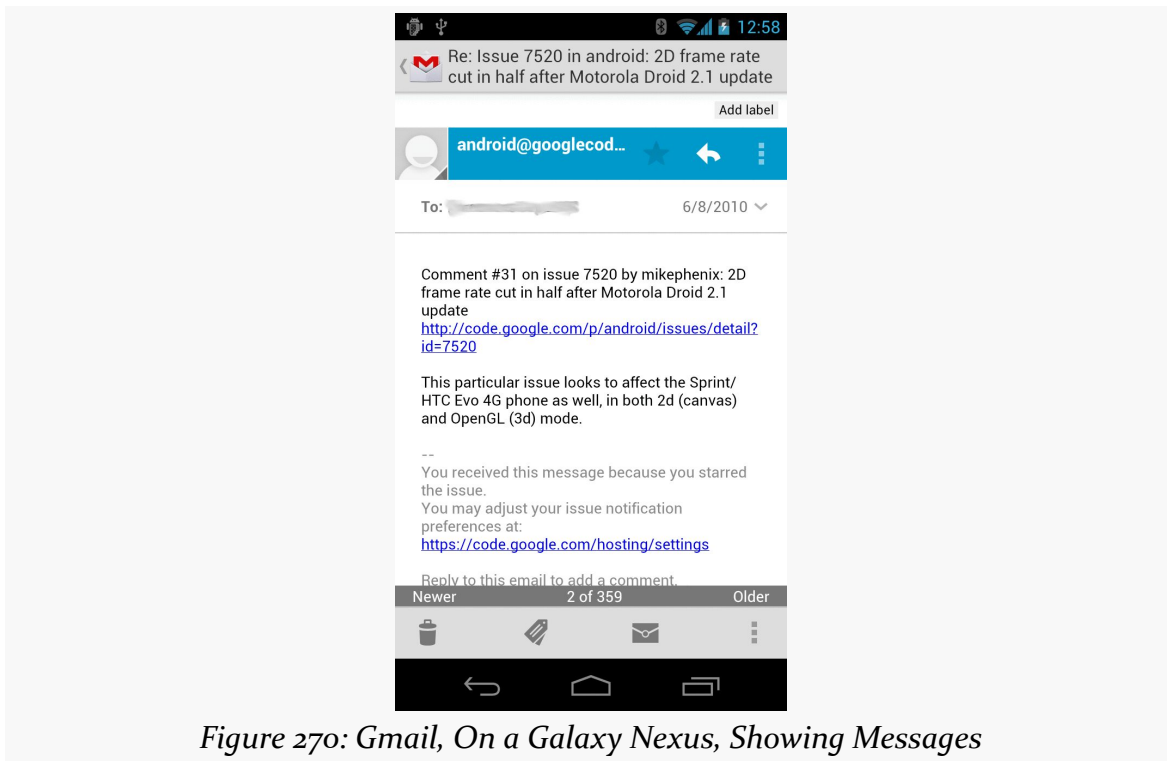 12:58
Re: Issue 7520 in android: 2D frame rate
cut in half after Motorola Droid 2.1 update
Add label
android@googlecod...
To:
6/8/2010
Comment #31 on issue 7520 by mikephenix: 2D
frame rate cut in half after Motorola Droid 2.1
update
http://code.google.com/p/android/issues/detail?
id=7520
This particular issue looks to affect the Sprint/
HTC Evo 4G phone as well, in both 2d (canvas)
and OpenGL (3d) mode.
--
You received this message because you starred
the issue.
You may adjust your issue notification
preferences at:
https://code.google.com/hosting/settings
Reply to this email to add a comment.
Newer 2 of 359 Older
Figure 270: Gmail, On a Galaxy Nexus, Showing Messages